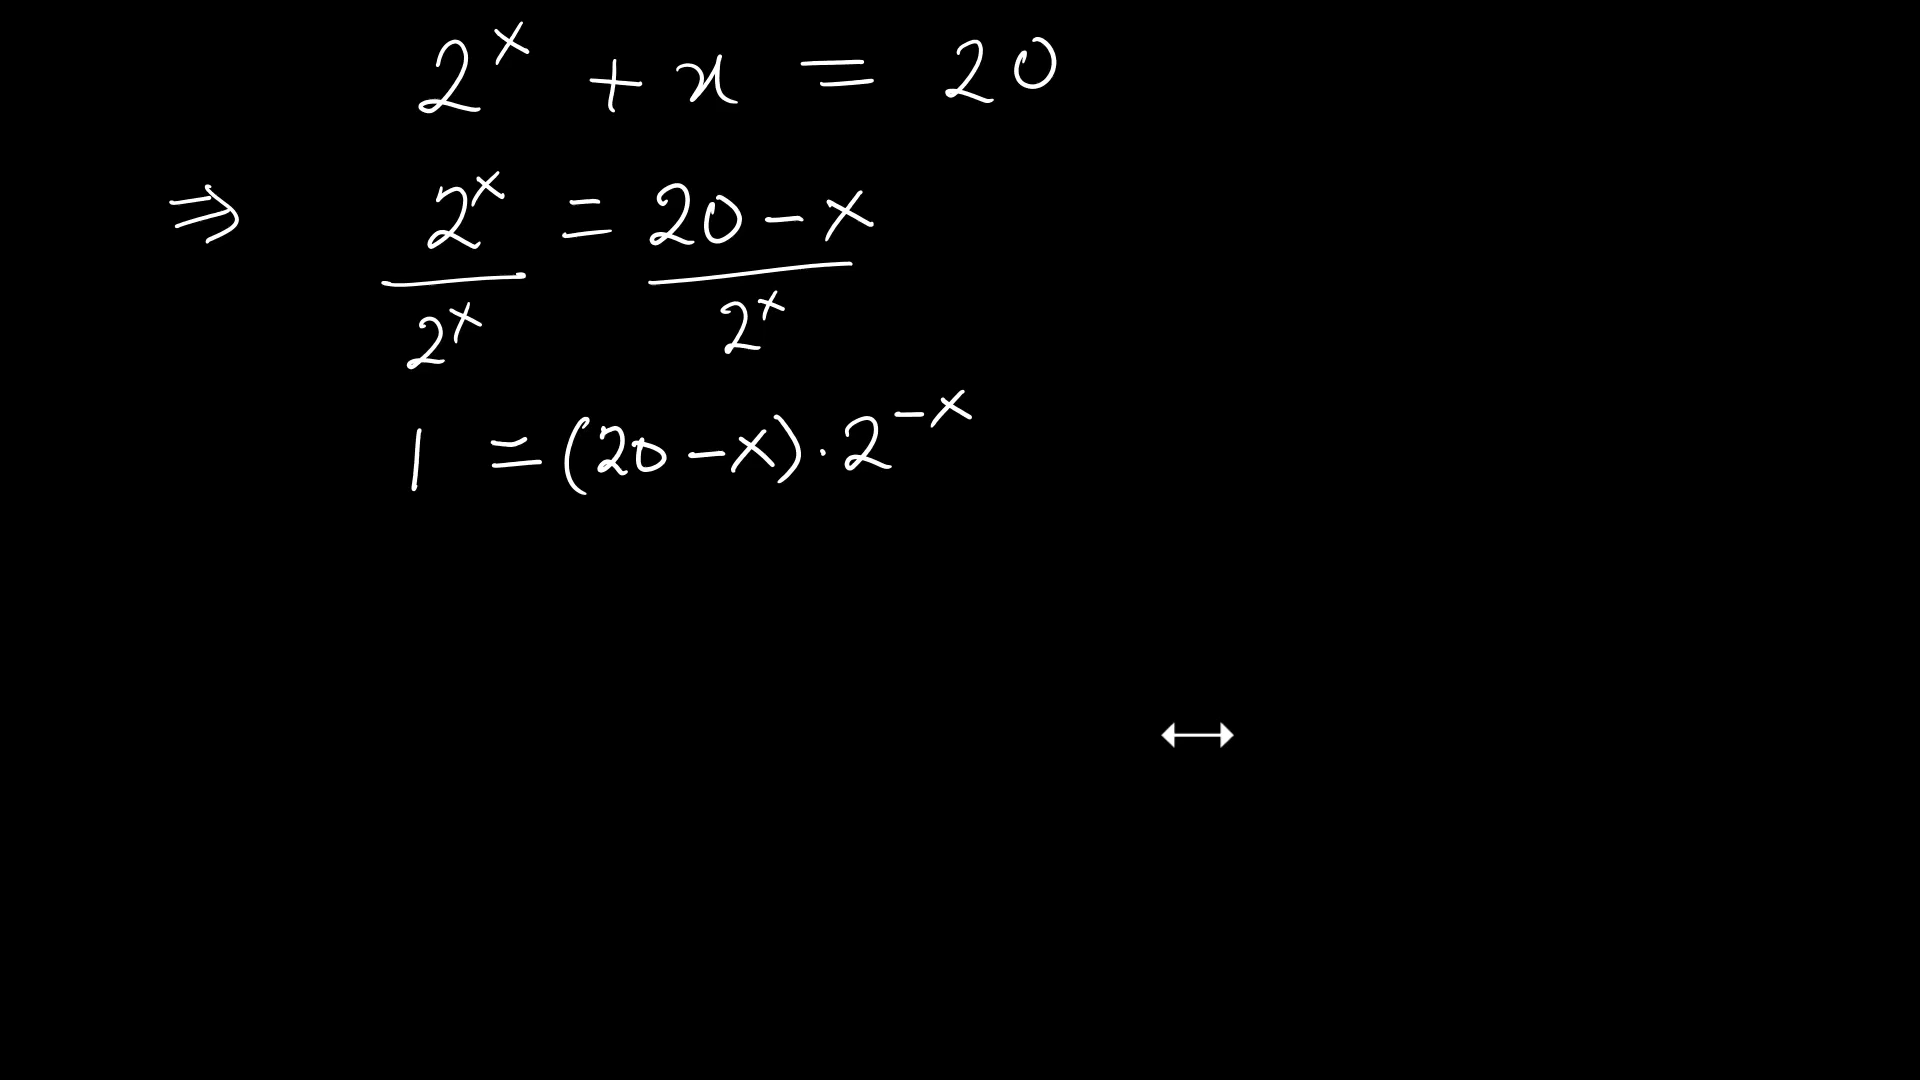 2^x + x = 20
⇒ 2^x/2^x = 20-x/2^x
1 = (20-x)·2^-x